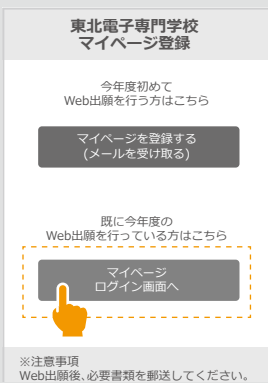 東北電子専門学校
マイページ登録
今年度初めて
Web出願を行う方はこちら
マイページを登録する
(メールを受け取る)
既に今年度の
Web出願を行っている方はこちら
マイページ
ログイン画面へ
※注意事項
Web出願後、必要書類を郵送してください。